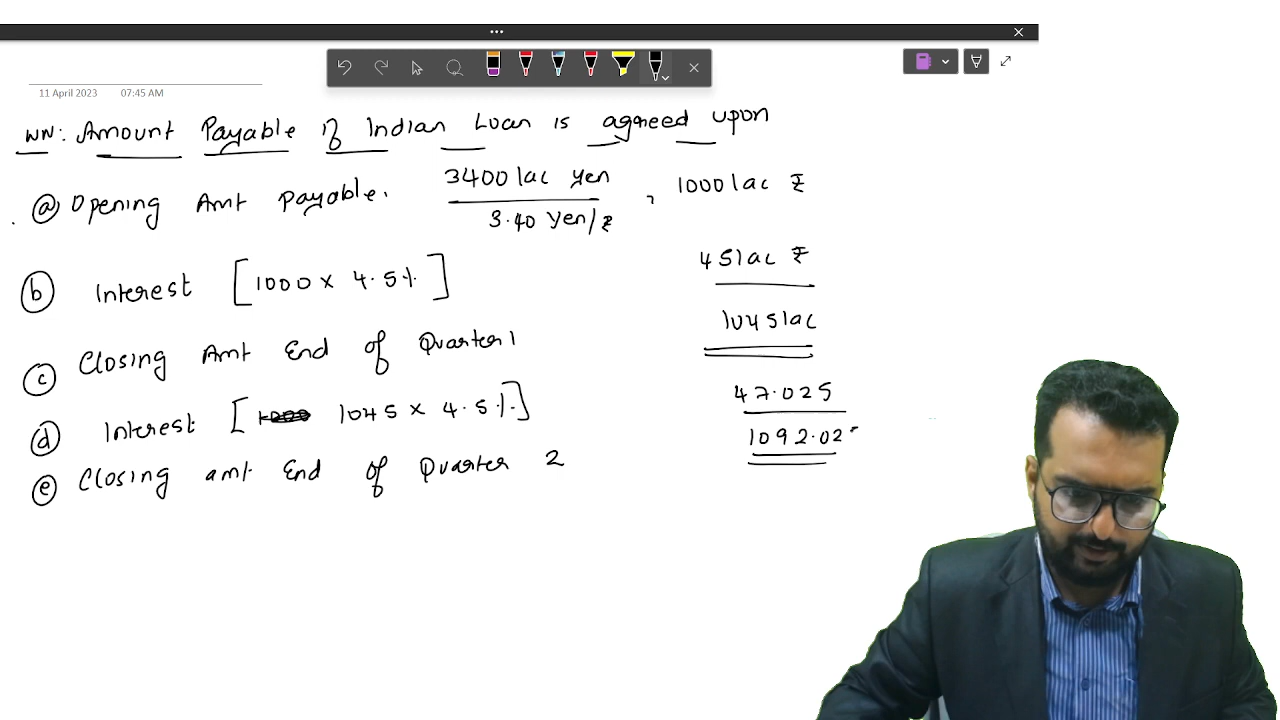 11 April 2023 07:45 AM
WN: Amount Payable if Indian Loan is agreed upon
(a) Opening Amt Payable. 3400 lac yen / 3.40 yen/₹ = 1000 lac ₹
(b) Interest [1000 x 4.5%] 45 lac ₹
(c) Closing Amt End of Quarter 1 1045 lac
(d) Interest [1045 x 4.5%] 47.025
(e) Closing amt End of Quarter 2 1092.02